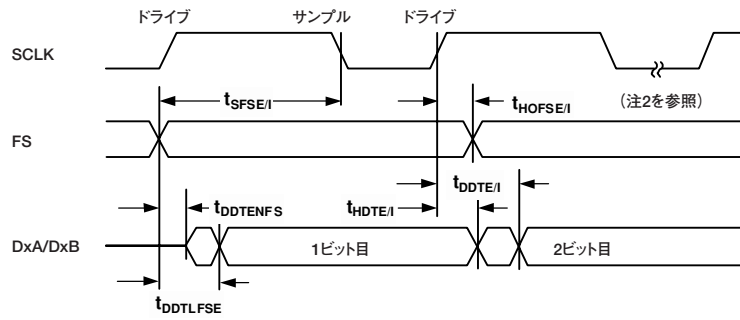 ドライブ サンプル ドライブ
SCLK
tSFSE/I tHOFSE/I (注2を参照)
FS
tDDTE/I
tDDTENFS tHDTE/I
DxA/DxB 1ビット目 2ビット目
tDDTLFSE